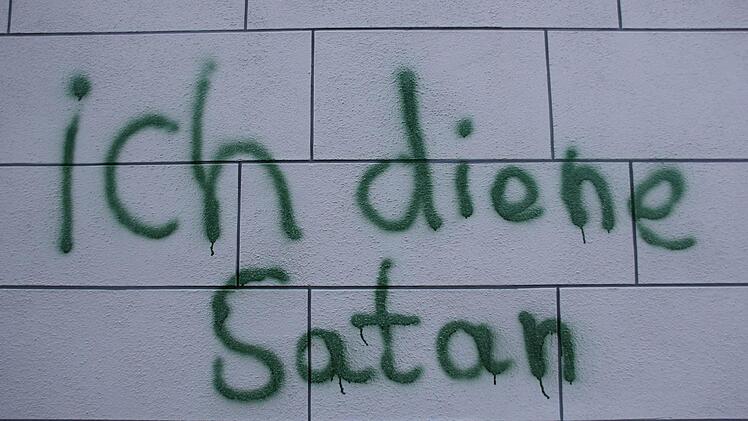 ich diene
Satan